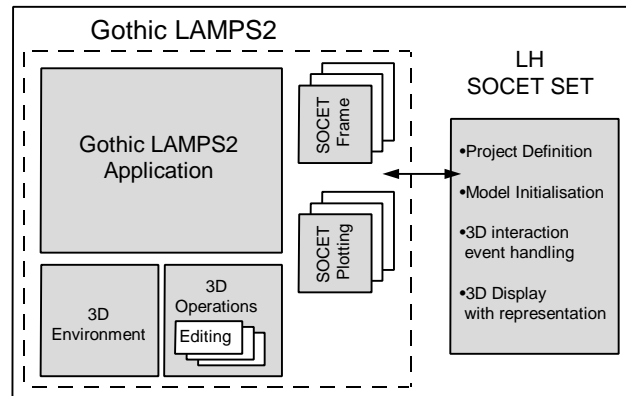 Gothic LAMPS2
Gothic LAMPS2
Application
SOCET
Frame
SOCET
Plotting
3D
Environment
3D
Operations
Editing
LH
SOCET SET
•Project Definition
•Model Initialisation
•3D interaction
event handling
•3D Display
with representation